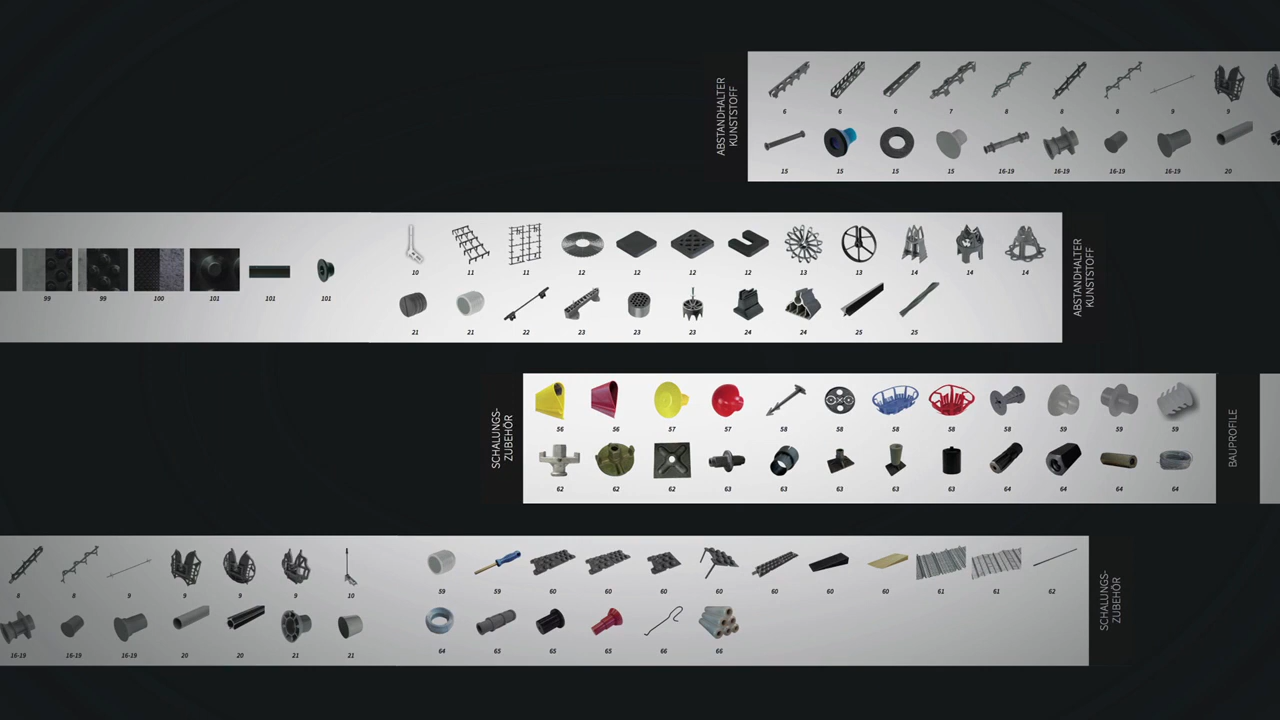 ABSTANDHALTER
KUNSTSTOFF
6 6 6 7 8 8 8 9 9
15 15 15 15 16-19 16-19 16-19 16-19 20
99 99 100 101 101 101 10 11 11 12 12 12 12 13 13 14 14 14
21 21 22 23 23 23 24 24 25 25
ABSTANDHALTER
KUNSTSTOFF
SCHALUNGS-
ZUBEHÖR
56 56 57 57 58 58 58 58 58 59 59 59
62 62 62 63 63 63 63 63 64 64 64 64
BAUPROFILE
8 8 9 9 9 9 10 59 59 60 60 60 60 60 60 60 61 61 62
16-19 16-19 16-19 20 20 21 21 64 65 65 65 66 66
SCHALUNGS-
ZUBEHÖR